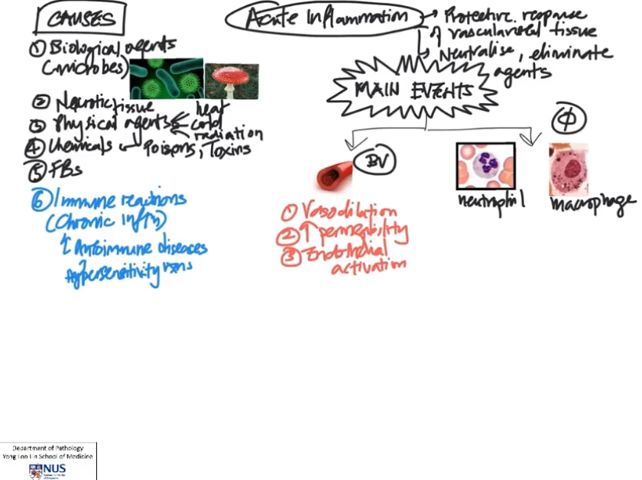 CAUSES
① Biological agents
(microbes)
② Necrotic tissue
③ Physical agents
heat
cold
radiation
④ Chemicals → Poisons, Toxins
⑤ FBs
⑥ Immune reactions
(Chronic Infm)
Autoimmune diseases
Hypersensitivity rxns
Acute Inflammation
→ Protective response
of vascularised tissue
→ Neutralise, eliminate
agents
MAIN EVENTS
BV
① Vasodilation
② ↑ permeability
③ Endothelial
activation
Φ
neutrophil
macrophage
Department of Pathology
Yong Loo Lin School of Medicine
NUS